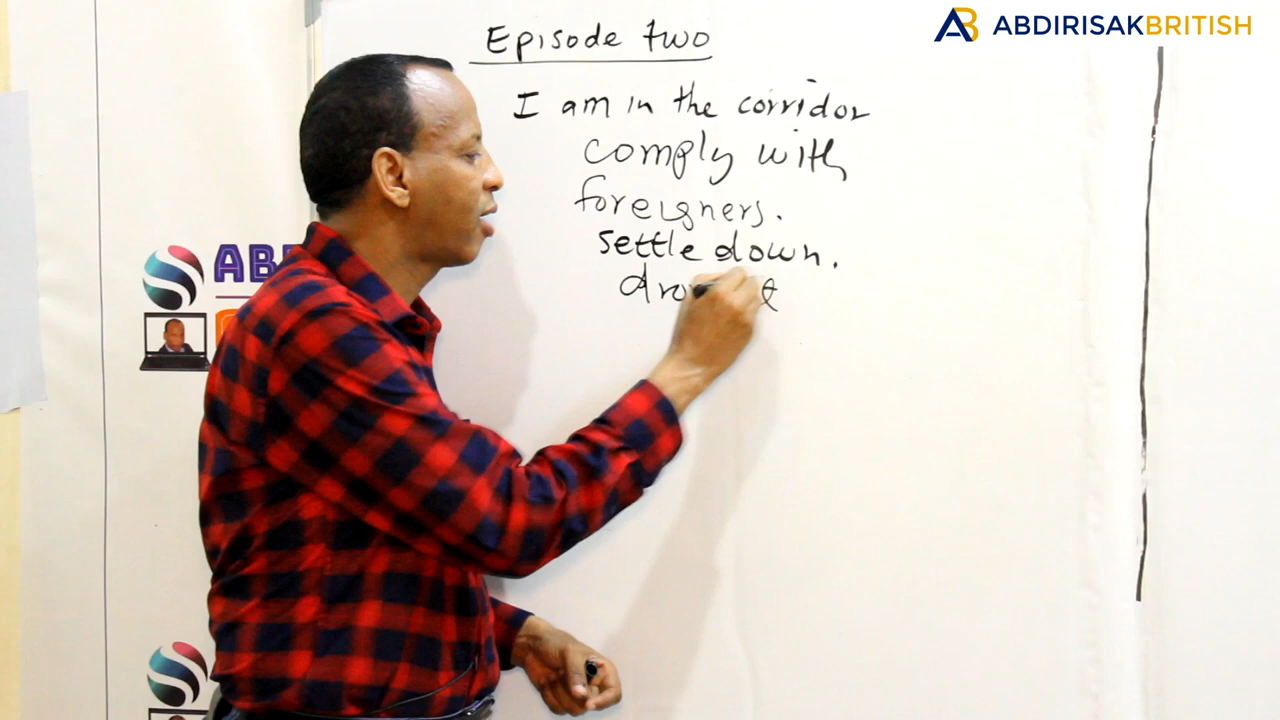 ABDIRISAKBRITISH
Episode two
I am in the corridor
comply with
foreigners.
settle down.